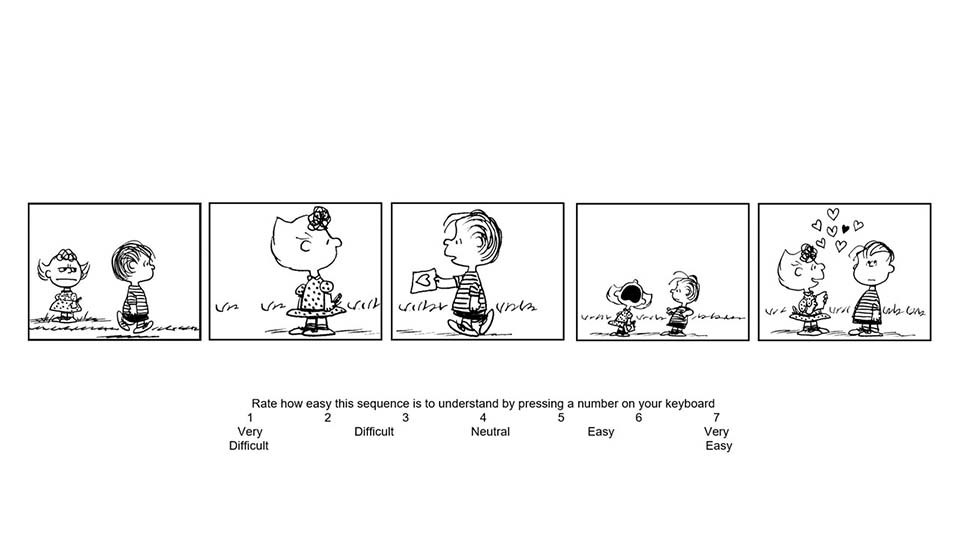 Rate how easy this sequence is to understand by pressing a number on your keyboard
1 2 3 4 5 6 7
Very Difficult Neutral Easy Very
Difficult Easy